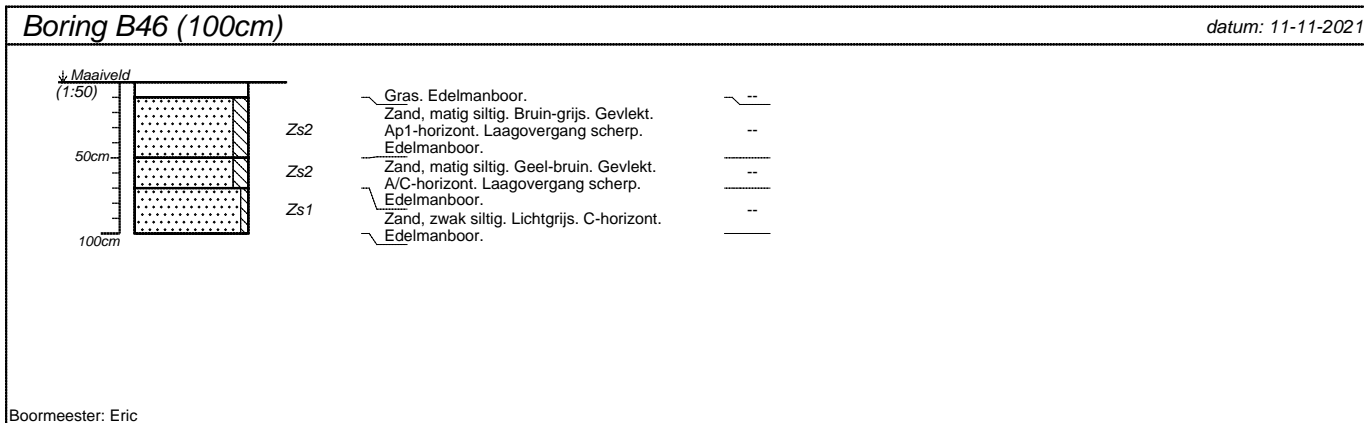 Boring B46 (100cm)
datum: 11-11-2021
Maaiveld
(1:50)
50cm
100cm
Zs2
Zs2
Zs1
Gras. Edelmanboor.
Zand, matig siltig. Bruin-grijs. Gevlekt.
Ap1-horizont. Laagovergang scherp.
Edelmanboor.
Zand, matig siltig. Geel-bruin. Gevlekt.
A/C-horizont. Laagovergang scherp.
Edelmanboor.
Zand, zwak siltig. Lichtgrijs. C-horizont.
Edelmanboor.
--
--
--
--
Boormeester: Eric